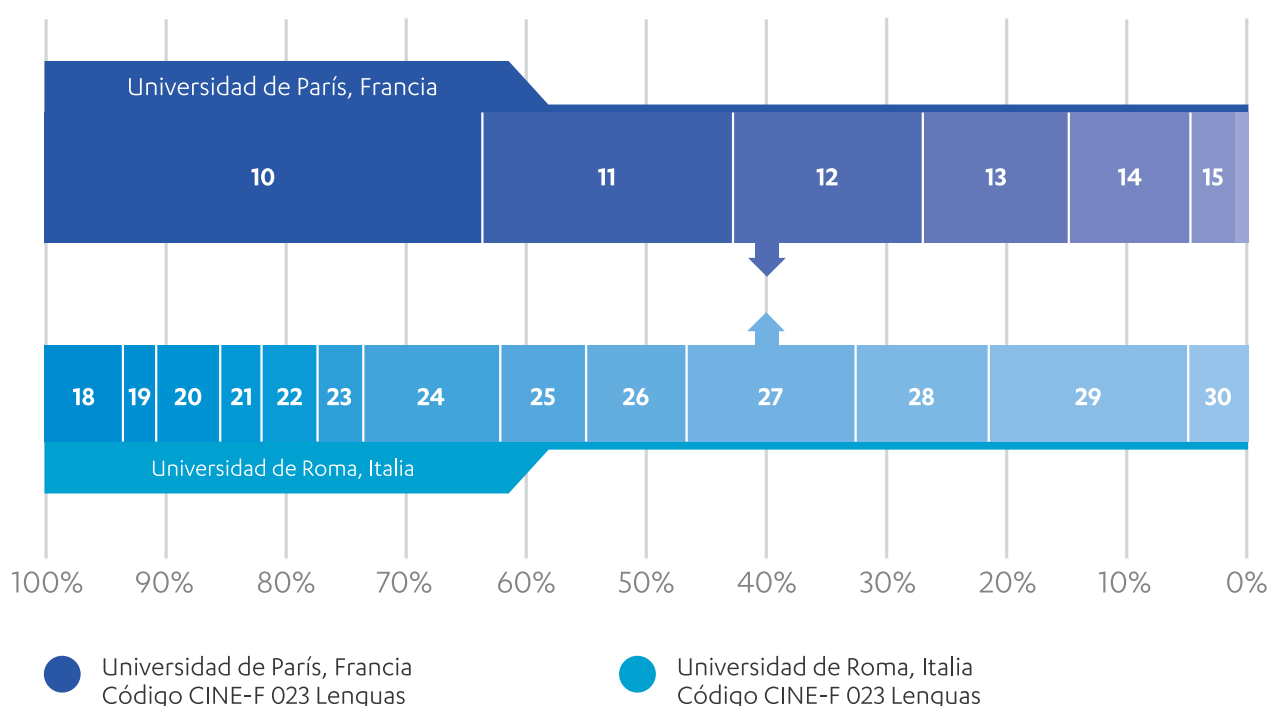 Universidad de París, Francia
10 11 12 13 14 15
18 19 20 21 22 23 24 25 26 27 28 29 30
Universidad de Roma, Italia
100% 90% 80% 70% 60% 50% 40% 30% 20% 10% 0%
Universidad de París, Francia
Código CINE-F 023 Lenguas
Universidad de Roma, Italia
Código CINE-F 023 Lenguas